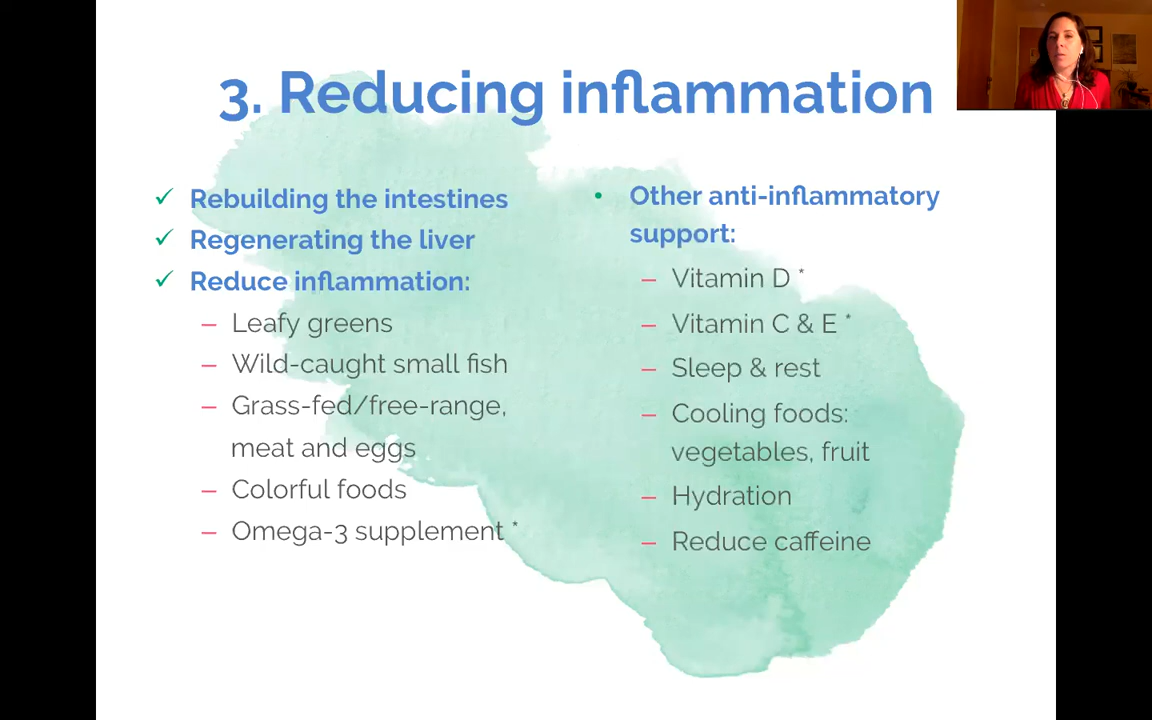 3. Reducing inflammation
✓ Rebuilding the intestines
✓ Regenerating the liver
✓ Reduce inflammation:
– Leafy greens
– Wild-caught small fish
– Grass-fed/free-range,
meat and eggs
– Colorful foods
– Omega-3 supplement *
• Other anti-inflammatory
support:
– Vitamin D *
– Vitamin C & E *
– Sleep & rest
– Cooling foods:
vegetables, fruit
– Hydration
– Reduce caffeine